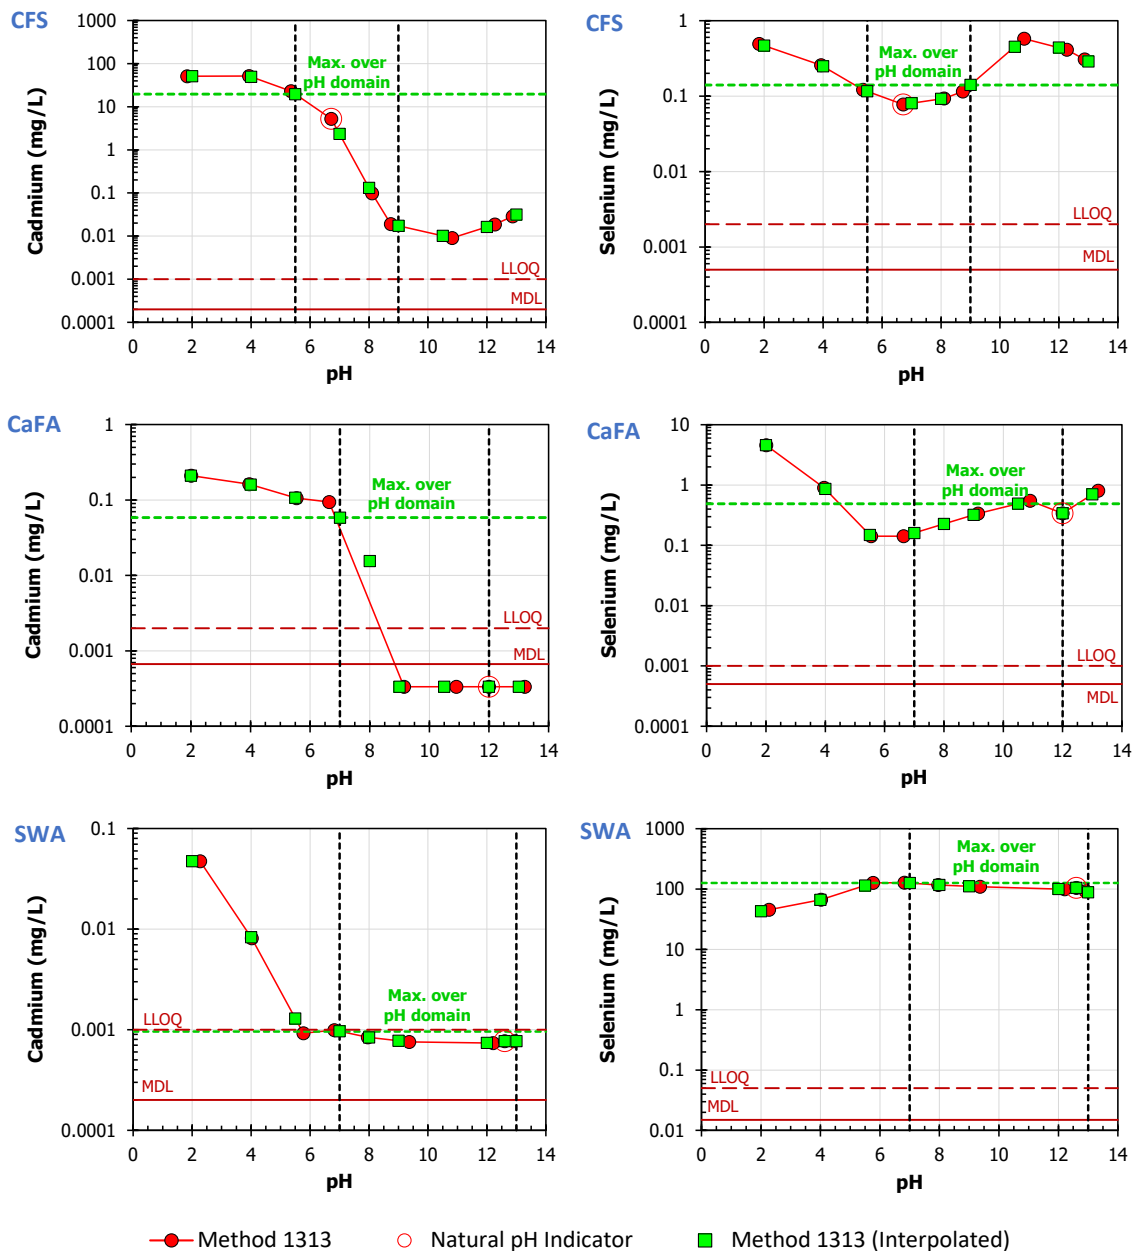 CFS
Cadmium (mg/L)
1000
100
10
1
0.1
0.01
0.001
0.0001
Max. over
pH domain
LLOQ
MDL
0 2 4 6 8 10 12 14
pH
CFS
Selenium (mg/L)
1
0.1
0.01
0.001
0.0001
Max. over
pH domain
LLOQ
MDL
0 2 4 6 8 10 12 14
pH
CaFA
Cadmium (mg/L)
1
0.1
0.01
0.001
0.0001
Max. over
pH domain
LLOQ
MDL
0 2 4 6 8 10 12 14
pH
CaFA
Selenium (mg/L)
10
1
0.1
0.01
0.001
0.0001
Max. over
pH domain
LLOQ
MDL
0 2 4 6 8 10 12 14
pH
SWA
Cadmium (mg/L)
0.1
0.01
0.001
0.0001
Max. over
pH domain
LLOQ
MDL
0 2 4 6 8 10 12 14
pH
SWA
Selenium (mg/L)
1000
100
10
1
0.1
0.01
Max. over
pH domain
LLOQ
MDL
0 2 4 6 8 10 12 14
pH
Method 1313 Natural pH Indicator Method 1313 (Interpolated)